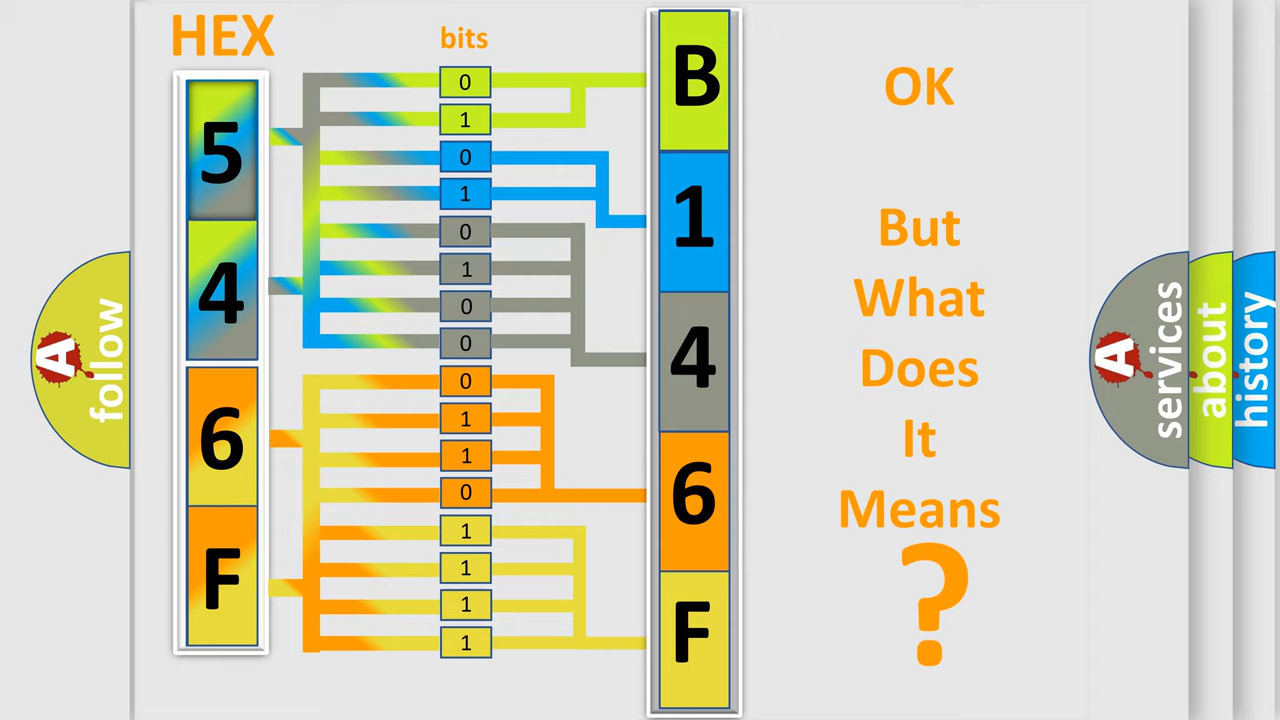 HEX
bits
5
4
6
F
0
1
0
1
0
1
0
0
0
1
1
0
1
1
1
1
B
1
4
6
F
OK
But
What
Does
It
Means
?
A
follow
A
services
about
history